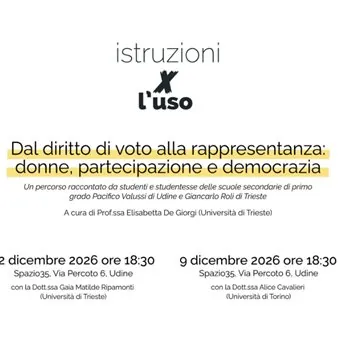 istruzioni
X
l'uso
Dal diritto di voto alla rappresentanza:
donne, partecipazione e democrazia
Un percorso raccontato da studenti e studentesse delle scuole secondarie di primo
grado Pacifico Valussi di Udine e Giancarlo Roli di Trieste
A cura di Prof.ssa Elisabetta De Giorgi (Università di Trieste)
2 dicembre 2026 ore 18:30
Spazio35, Via Percoto 6, Udine
con la Dott.ssa Gaia Matilde Ripamonti
(Università di Trieste)
9 dicembre 2026 ore 18:30
Spazio35, Via Percoto 6, Udine
con la Dott.ssa Alice Cavalieri
(Università di Torino)